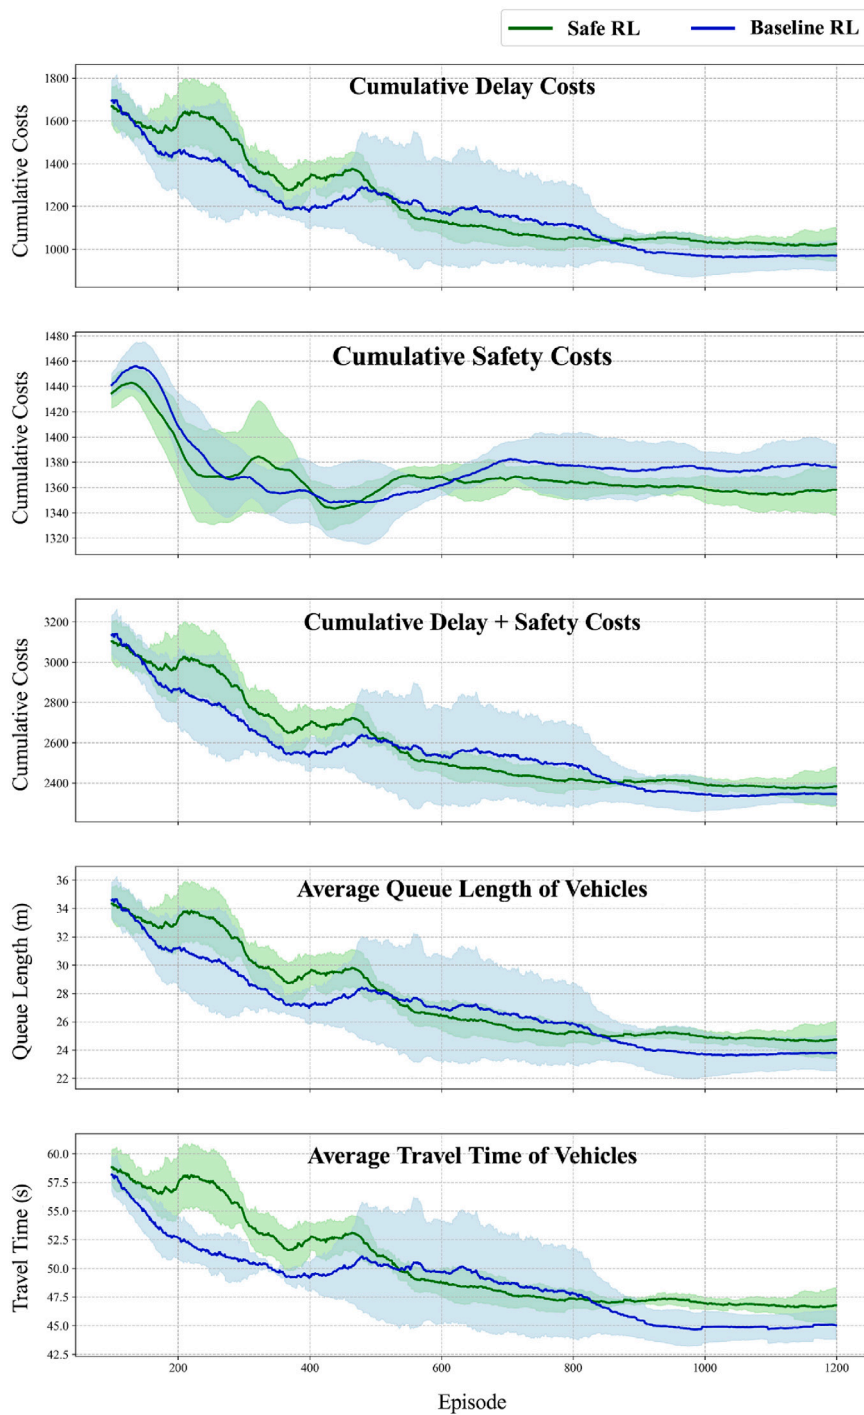 Safe RL Baseline RL
Cumulative Delay Costs
Cumulative Costs
1800
1600
1400
1200
1000
Cumulative Safety Costs
Cumulative Costs
1480
1460
1440
1420
1400
1380
1360
1340
1320
Cumulative Delay + Safety Costs
Cumulative Costs
3200
3000
2800
2600
2400
Average Queue Length of Vehicles
Queue Length (m)
36
34
32
30
28
26
24
22
Average Travel Time of Vehicles
Travel Time (s)
60.0
57.5
55.0
52.5
50.0
47.5
45.0
42.5
200 400 600 800 1000 1200
Episode